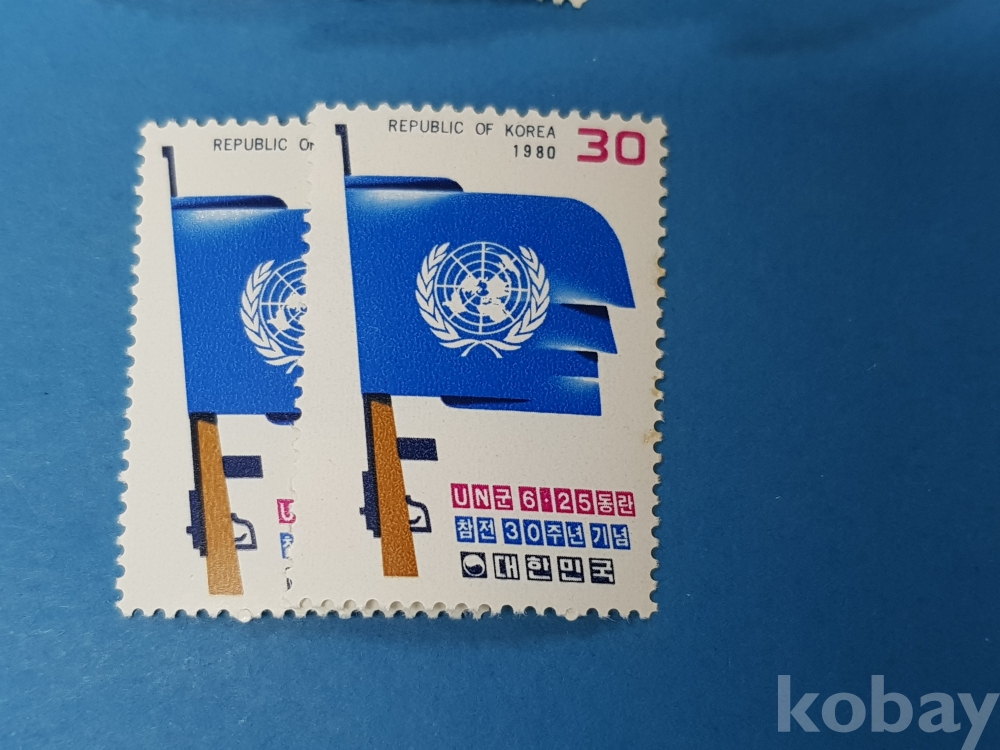 REPUBLIC
REPUBLIC OF KOREA
1980
30
UN군 6·25동란
참전 30주년 기념
대한민국
kobay